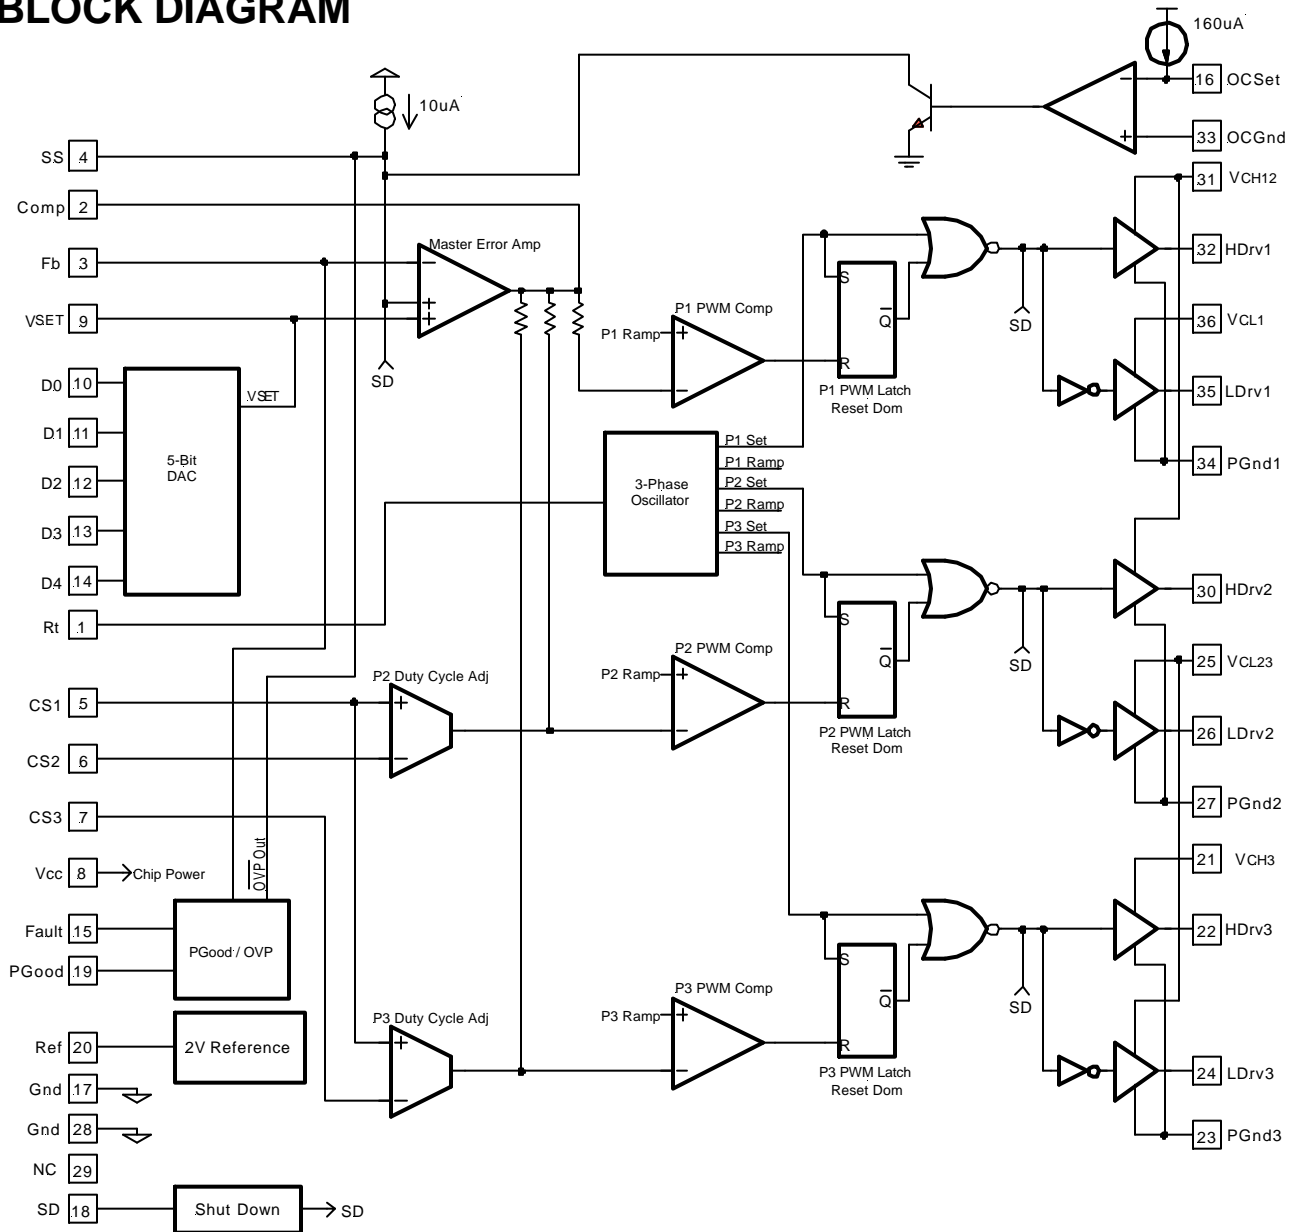 BLOCK DIAGRAM
160uA
16 OCSet
10uA
33 OCGnd
SS 4
31 VCH12
Comp 2
Master Error Amp
Fb 3
32 HDrv1
S
P1 PWM Comp
VSET 9
P1 Ramp
Q
SD
36 VCL1
R
SD
D0 10
VSET
P1 PWM Latch
Reset Dom
35 LDrv1
D1 11
5-Bit
DAC
P1 Set
P1 Ramp
34 PGnd1
D2 12
3-Phase
Oscillator
P2 Set
P2 Ramp
D3 13
P3 Set
P3 Ramp
D4 14
30 HDrv2
Rt 1
S
P2 Duty Cycle Adj
P2 PWM Comp
P2 Ramp
Q
SD
25 VCL23
CS1 5
R
P2 PWM Latch
Reset Dom
26 LDrv2
CS2 6
CS3 7
27 PGnd2
OVP Out
Vcc 8 Chip Power
21 VCH3
Fault 15
PGood / OVP
22 HDrv3
PGood 19
S
P3 Duty Cycle Adj
P3 PWM Comp
P3 Ramp
Q
SD
Ref 20
2V Reference
R
P3 PWM Latch
Reset Dom
24 LDrv3
Gnd 17
Gnd 28
23 PGnd3
NC 29
SD 18
Shut Down
SD